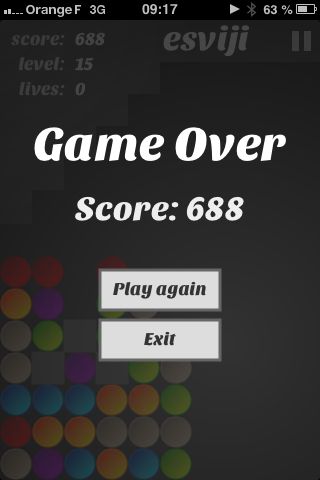 Orange F 3G 09:17 63 %
score: 688 esviji
level: 15
lives: 0
Game Over
Score: 688
Play again
Exit